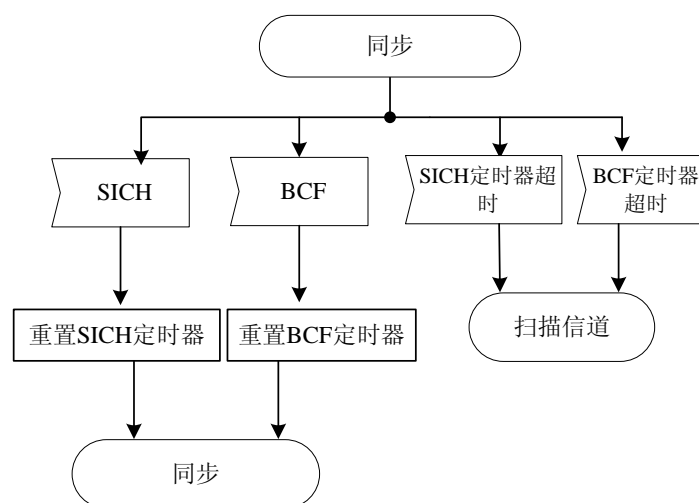 同步
SICH
BCF
SICH定时器超
时
BCF定时器
超时
重置SICH定时器
重置BCF定时器
扫描信道
同步